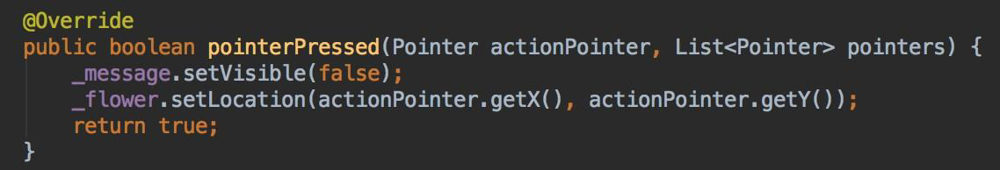 @Override
public boolean pointerPressed(Pointer actionPointer, List<Pointer> pointers) {
    _message.setVisible(false);
    _flower.setLocation(actionPointer.getX(), actionPointer.getY());
    return true;
}